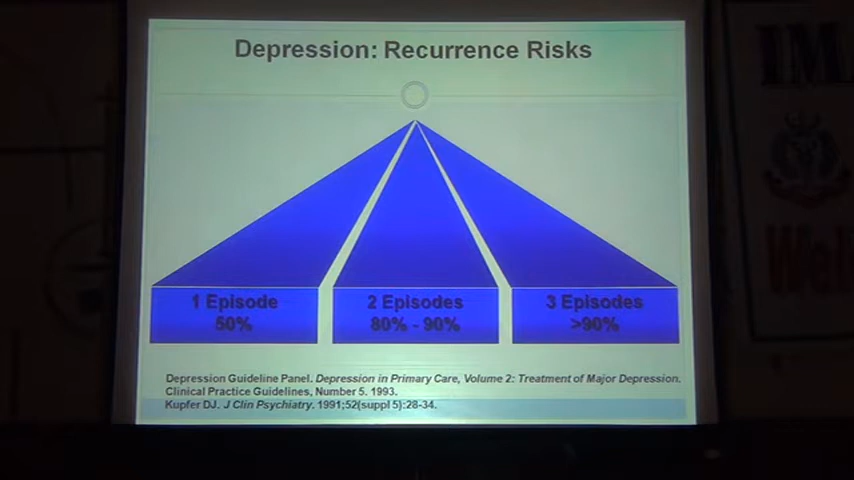 Depression: Recurrence Risks
1 Episode
50%
2 Episodes
80% - 90%
3 Episodes
>90%
Depression Guideline Panel. Depression in Primary Care, Volume 2: Treatment of Major Depression.
Clinical Practice Guidelines, Number 5. 1993.
Kupfer DJ. J Clin Psychiatry. 1991;52(suppl 5):28-34.